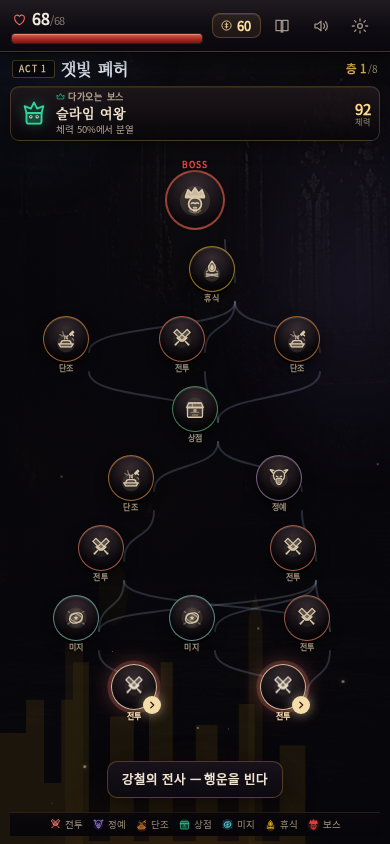 68/68
60
ACT 1 잿빛 폐허 층 1/8
다가오는 보스
슬라임 여왕
체력 50%에서 분열
92
체력
BOSS
휴식
단조 전투 단조
상점
단조 정예
전투 전투
미지 미지 전투
전투 전투
강철의 전사 — 행운을 빈다
전투 정예 단조 상점 미지 휴식 보스